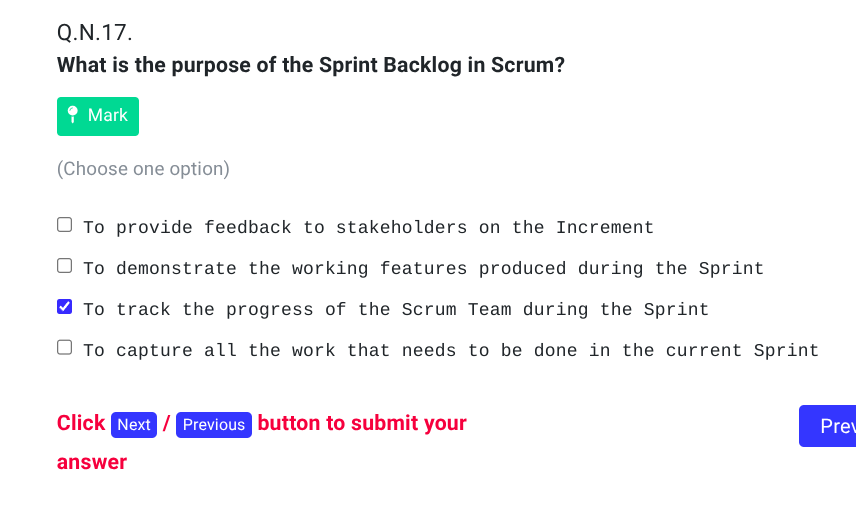 Q.N.17.
What is the purpose of the Sprint Backlog in Scrum?
Mark
(Choose one option)
To provide feedback to stakeholders on the Increment
To demonstrate the working features produced during the Sprint
To track the progress of the Scrum Team during the Sprint
To capture all the work that needs to be done in the current Sprint
Click Next / Previous button to submit your
answer
Prev